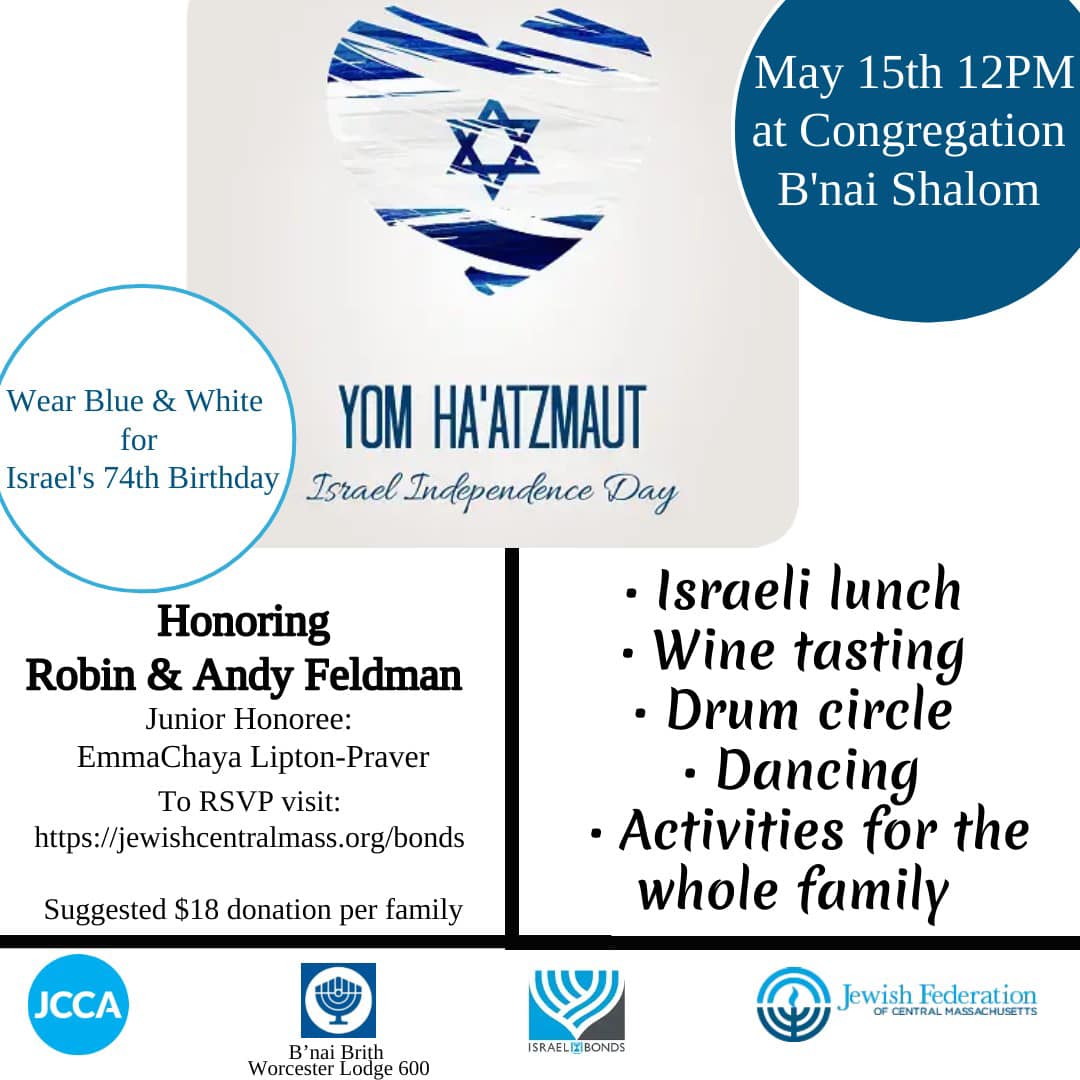 May 15th 12PM
at Congregation
B'nai Shalom
Wear Blue & White
for
Israel's 74th Birthday
YOM HA'ATZMAUT
Israel Independence Day
Honoring
Robin & Andy Feldman
Junior Honoree:
EmmaChaya Lipton-Praver
To RSVP visit:
https://jewishcentralmass.org/bonds
Suggested $18 donation per family
• Israeli lunch
• Wine tasting
• Drum circle
• Dancing
• Activities for the
whole family
JCCA
B’nai Brith
Worcester Lodge 600
ISRAEL BONDS
Jewish Federation
OF CENTRAL MASSACHUSETTS